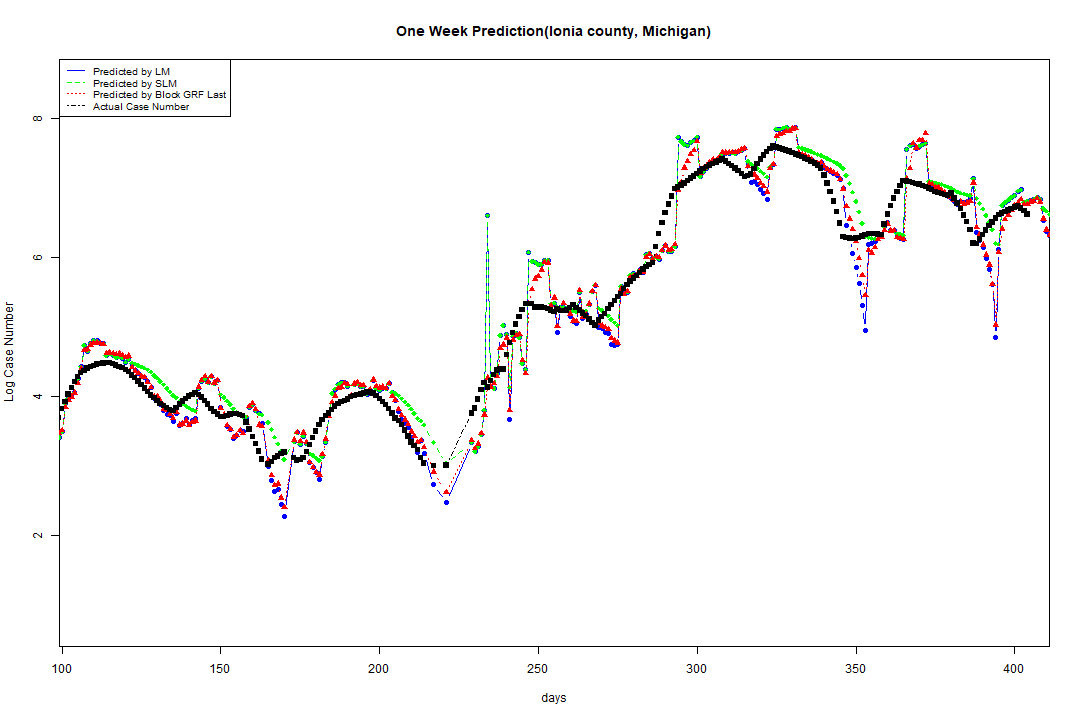 One Week Prediction(Ionia county, Michigan)
Predicted by LM
Predicted by SLM
Predicted by Block GRF Last
Actual Case Number
Log Case Number
8
6
4
2
100 150 200 250 300 350 400
days